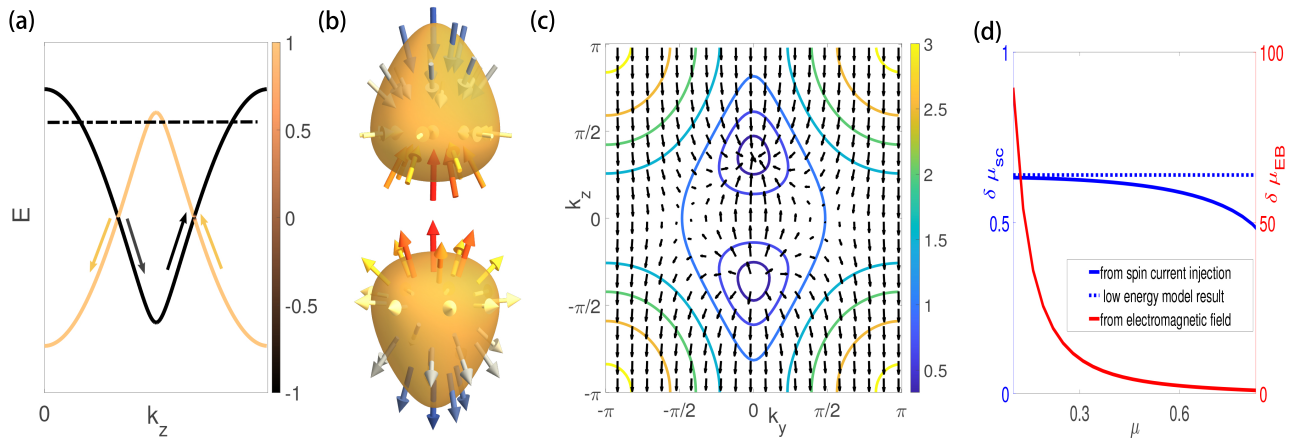 (a)
E
0
k_z
1
0.5
0
-0.5
-1
(b)
(c)
k_z
π
π/2
0
-π/2
-π
-π
-π/2
0
k_y
π/2
π
3
2.5
2
1.5
1
0.5
(d)
δ μ_sc
1
0.5
0
100
50
0
δ μ_EB
from spin current injection
low energy model result
from electromagnetic field
0.3
μ
0.6